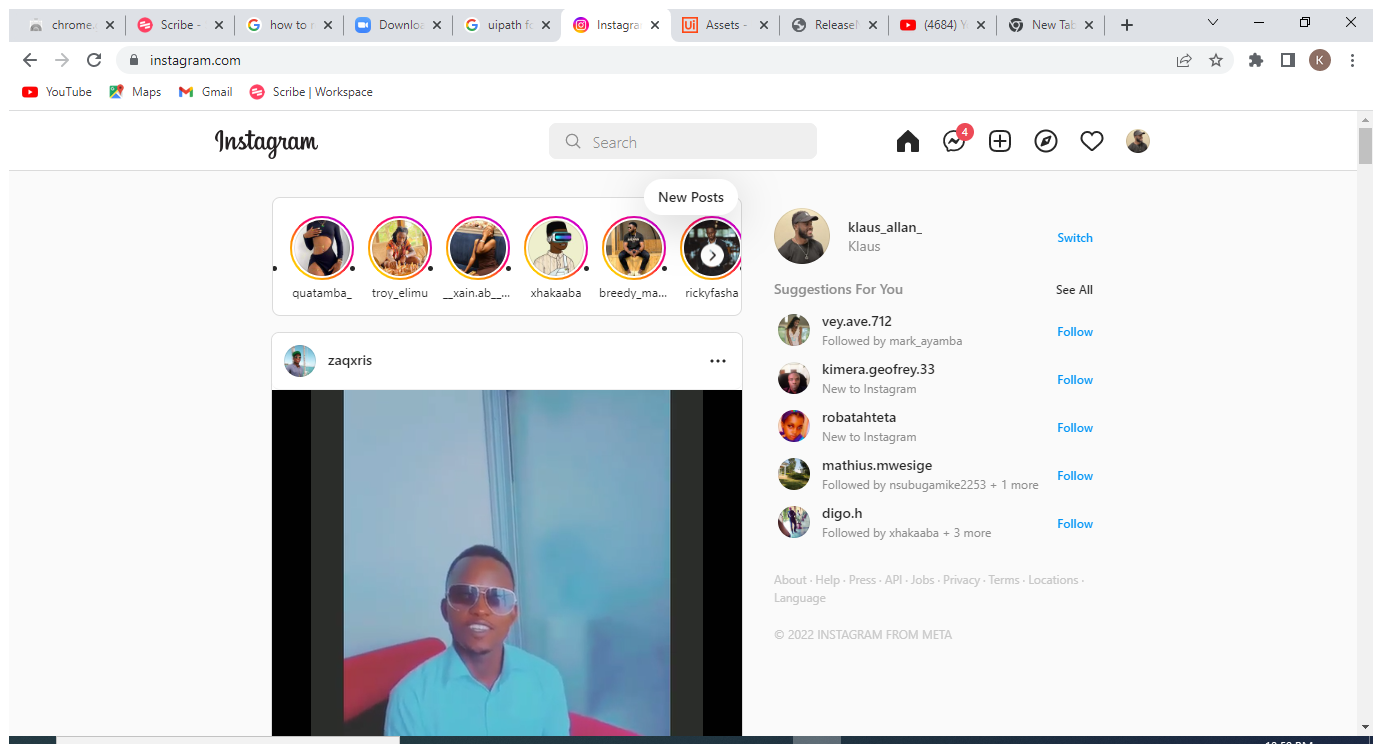 chrome. Scribe - how to Downloa uipath fo Instagra Assets - Release (4684) Y New Tab
instagram.com K
YouTube Maps Gmail Scribe | Workspace
Instagram Search 4
New Posts
quatamba_ troy_elimu __xain.ab__... xhakaaba breedy_ma... rickyfasha
zaqxris
klaus_allan_
Klaus
Switch
Suggestions For You See All
vey.ave.712
Followed by mark_ayamba
Follow
kimera.geofrey.33
New to Instagram
Follow
robatahteta
New to Instagram
Follow
mathius.mwesige
Followed by nsubugamike2253 + 1 more
Follow
digo.h
Followed by xhakaaba + 3 more
Follow
About · Help · Press · API · Jobs · Privacy · Terms · Locations ·
Language
© 2022 INSTAGRAM FROM META